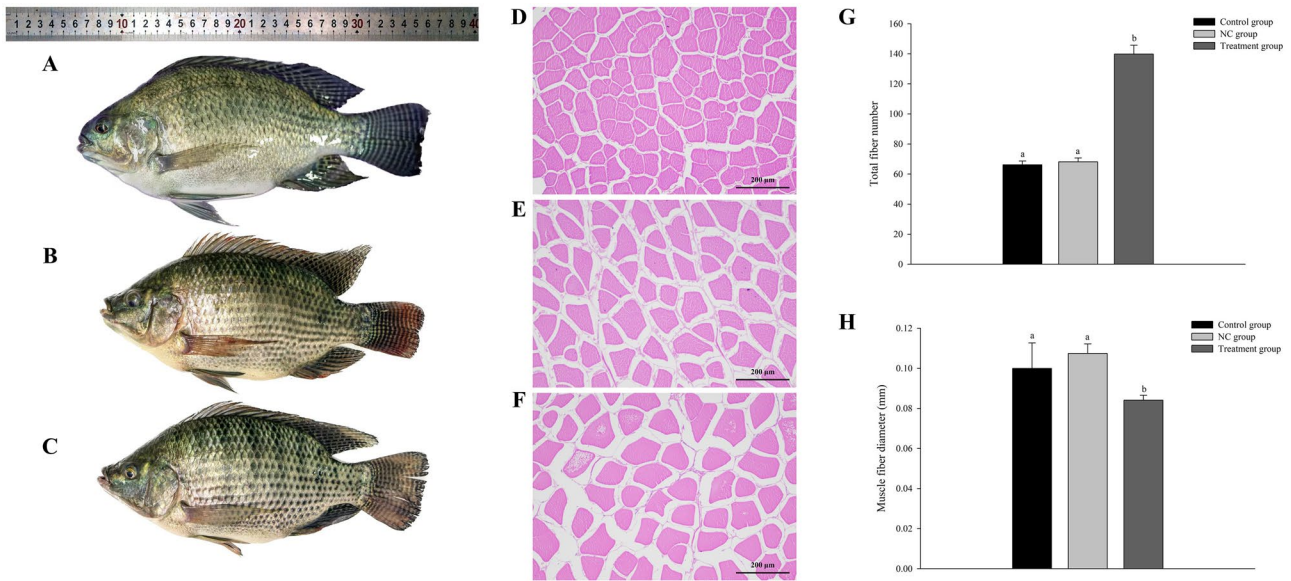 1 2 3 4 5 6 7 8 9 10 1 2 3 4 5 6 7 8 9 20 1 2 3 4 5 6 7 8 9 30 1 2 3 4 5 6 7 8 9 40
A
B
C
D
200 μm
E
200 μm
F
200 μm
G
Control group
NC group
Treatment group
Total fiber number
160
140
120
100
80
60
40
20
0
a
a
b
H
Control group
NC group
Treatment group
Muscle fiber diameter (mm)
0.12
0.10
0.08
0.06
0.04
0.02
0.00
a
a
b